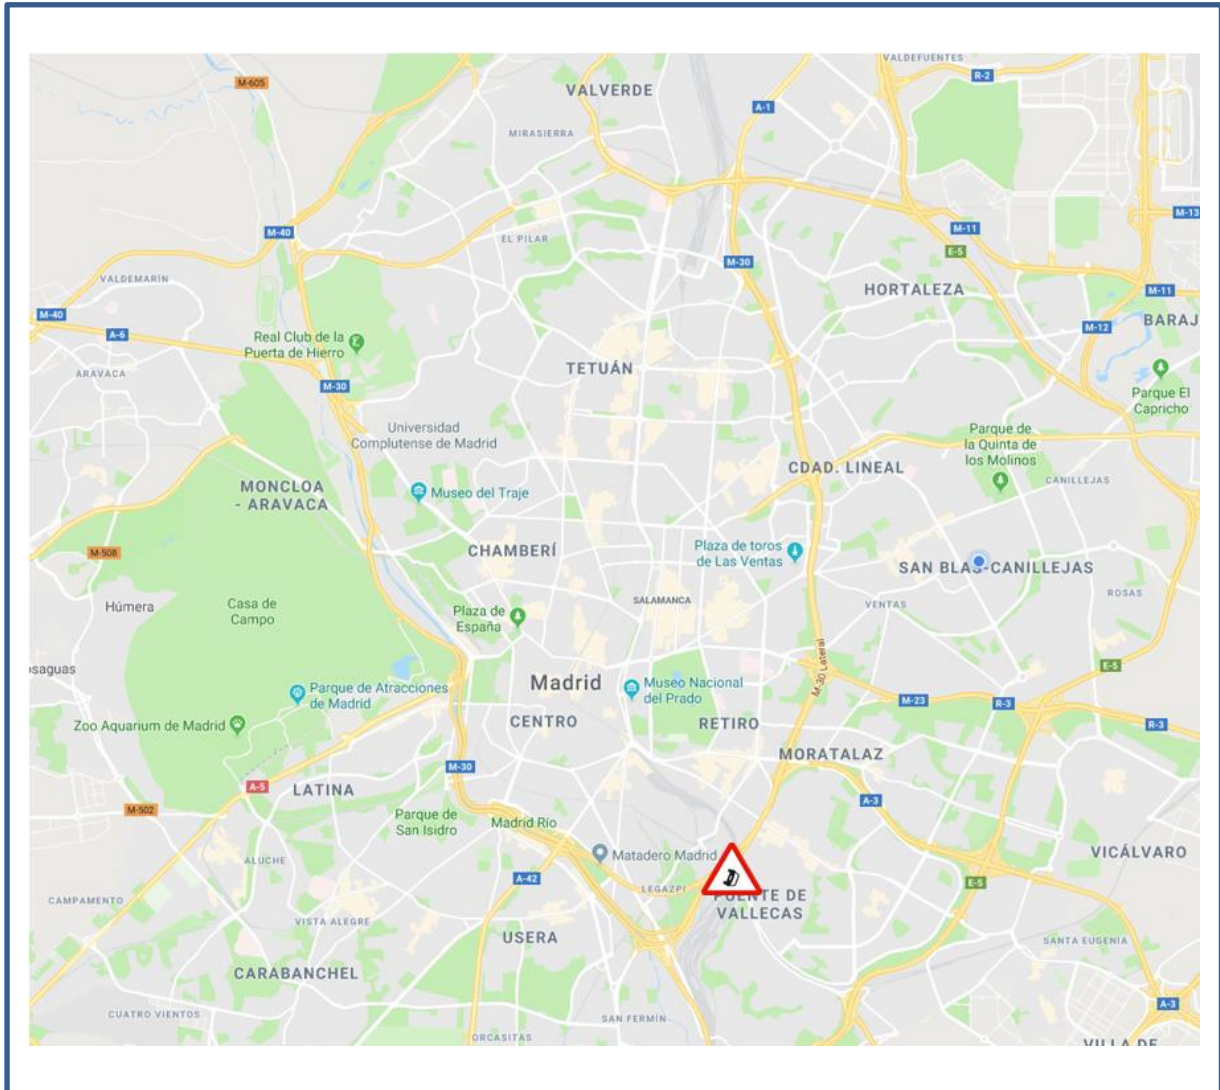 VALDEFUENTES
R-2
M-605
VALVERDE
A-1
MIRASIERRA
M-13
M-40
M-11
EL PILAR
E-5
M-30
VALDEMARÍN
HORTALEZA
M-11
M-40
BARAJ
A-6
M-12
Real Club de la
Puerta de Hierro
TETUÁN
ARAVACA
M-30
Parque El
Capricho
Universidad
Complutense de Madrid
Parque de
la Quinta de
los Molinos
CDAD. LINEAL
CANILLEJAS
MONCLOA
- ARAVACA
Museo del Traje
M-508
CHAMBERÍ
Plaza de toros
de Las Ventas
SAN BLAS-CANILLEJAS
Húmera
Casa de
Campo
Plaza de
España
SALAMANCA
VENTAS
ROSAS
osaguas
M-30 Lateral
E-5
Madrid
Parque de Atracciones
de Madrid
Museo Nacional
del Prado
M-23
R-3
R-3
Zoo Aquarium de Madrid
CENTRO
RETIRO
MORATALAZ
M-30
A-5
LATINA
A-3
M-502
Parque de
San Isidro
Madrid Río
Matadero Madrid
VICÁLVARO
ALUCHE
A-42
LEGAZPI
E-5
PUENTE DE
VALLECAS
CAMPAMENTO
VISTA ALEGRE
USERA
SANTA EUGENIA
CARABANCHEL
A-3
CUATRO VIENTOS
SAN FERMÍN
ORCASITAS
VILLA DE